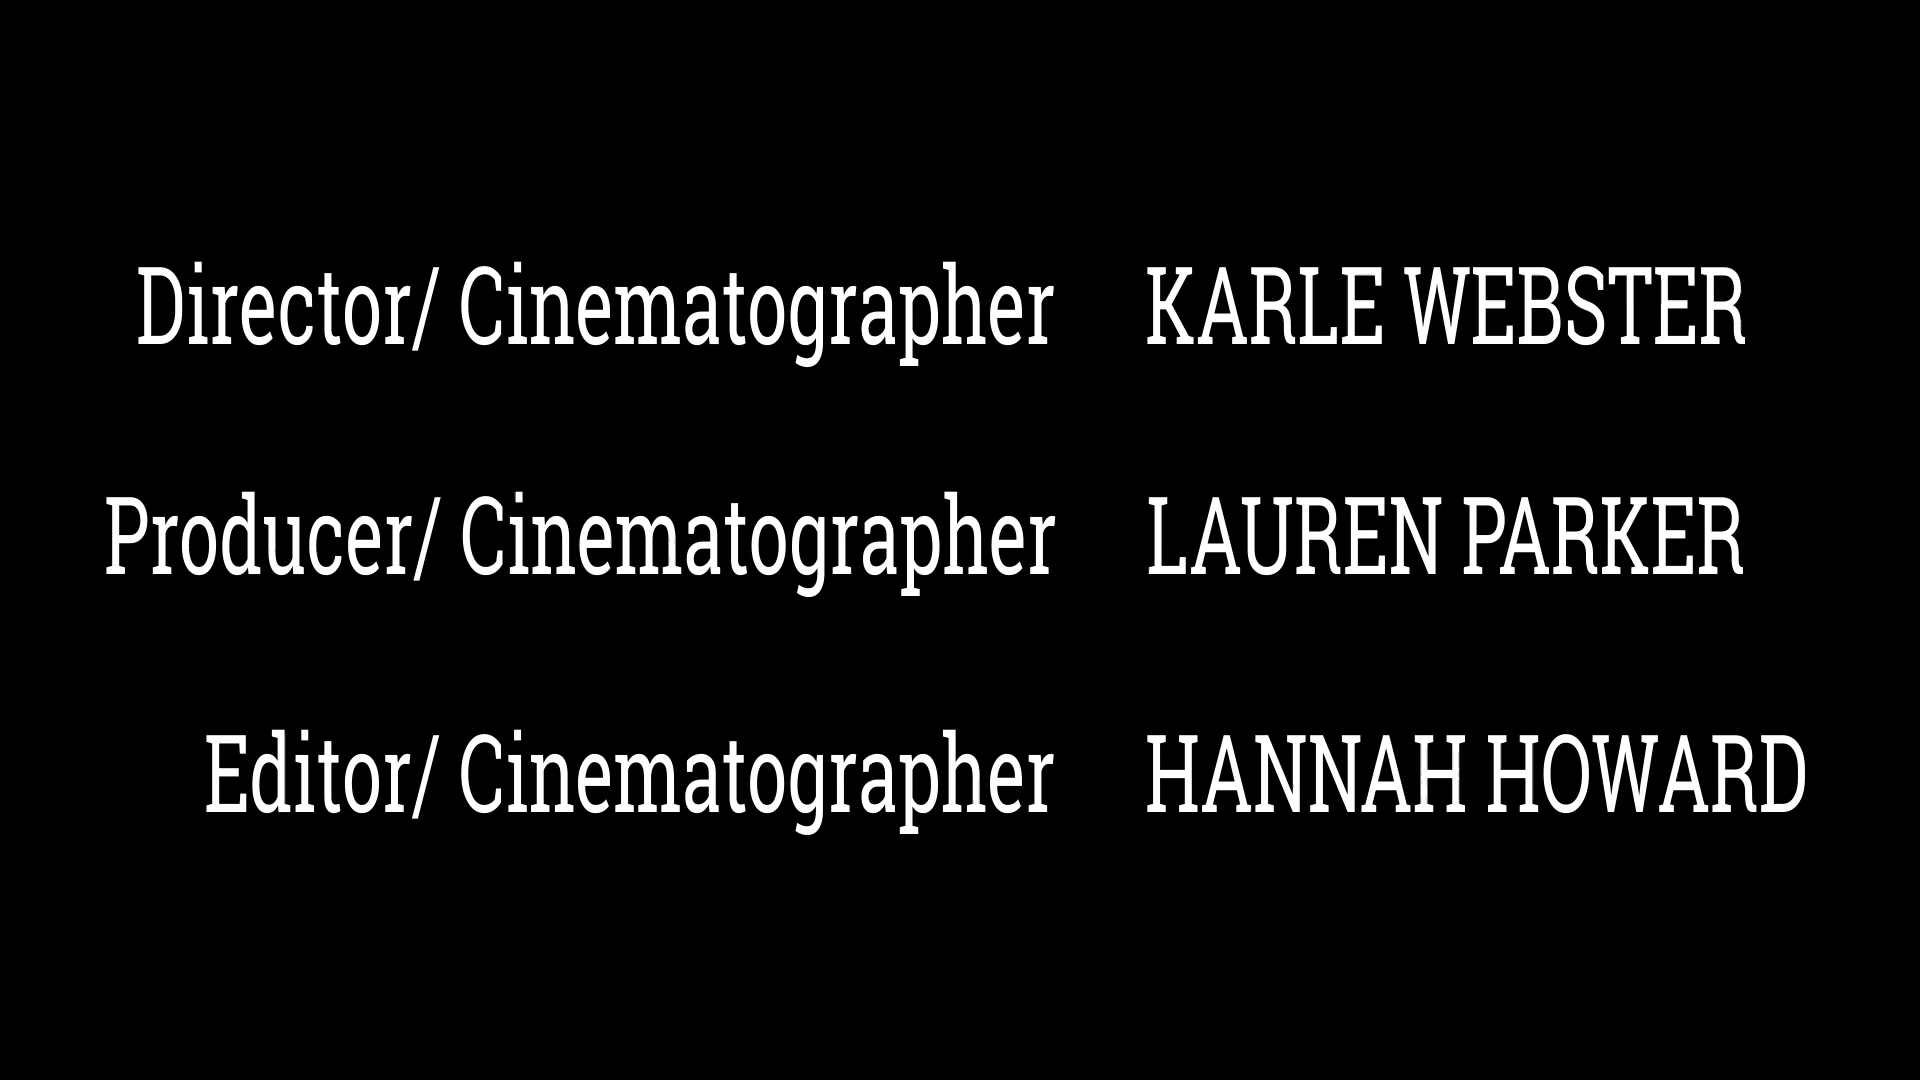 Director/ Cinematographer KARLE WEBSTER
Producer/ Cinematographer LAUREN PARKER
Editor/ Cinematographer HANNAH HOWARD